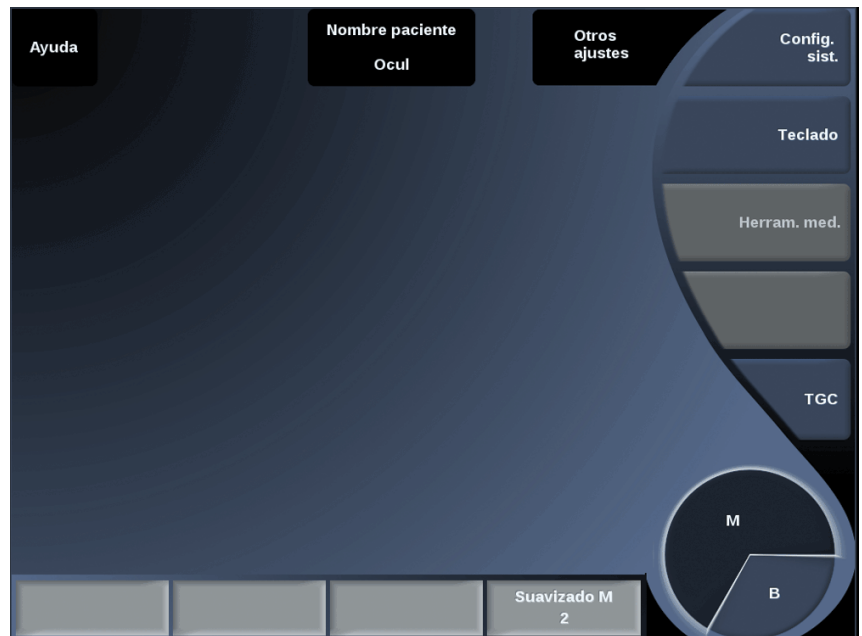 Ayuda
Nombre paciente
Ocul
Otros
ajustes
Config.
sist.
Teclado
Herram. med.
TGC
M
B
Suavizado M
2